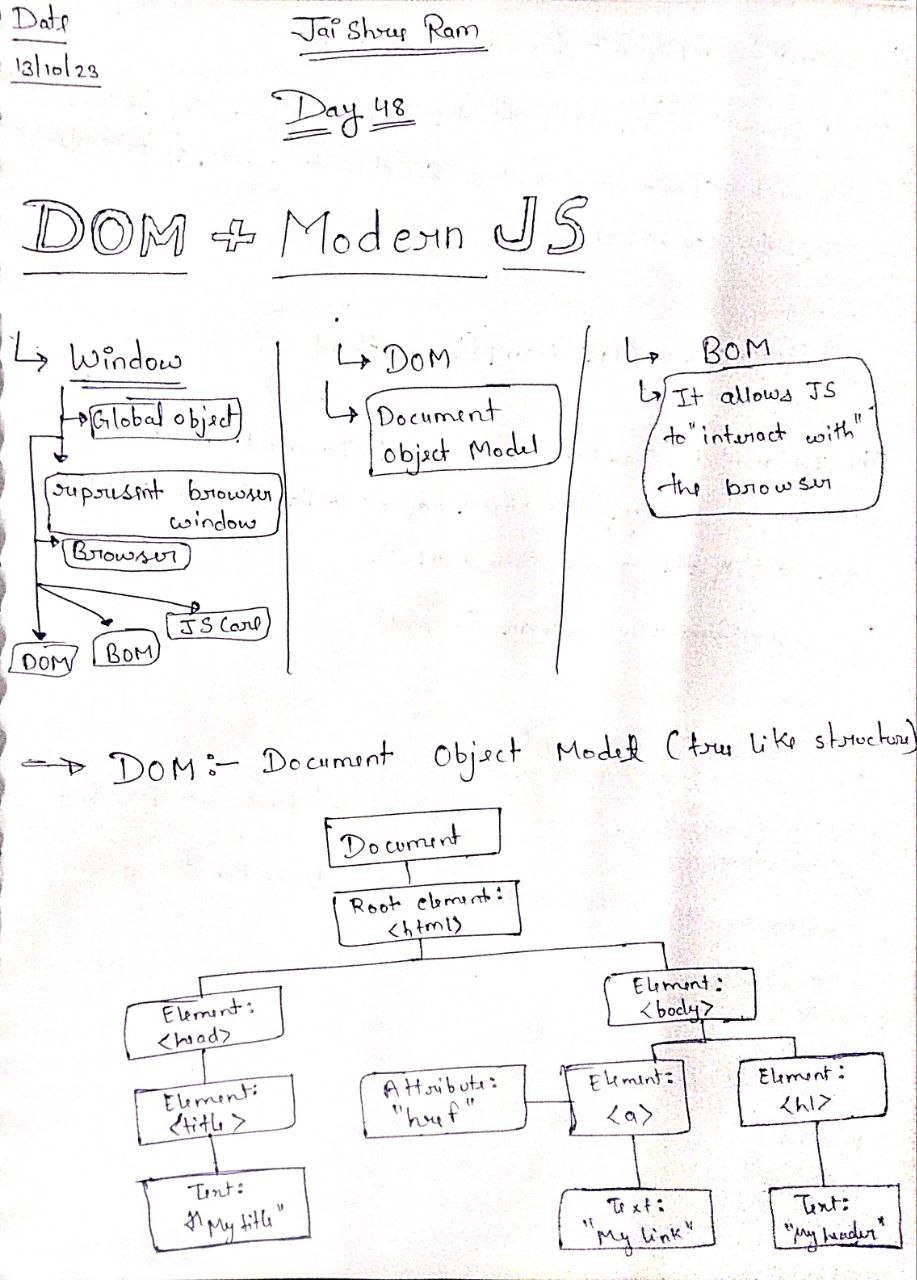 Date
13/10/23
Jai Shree Ram
Day 48
DOM + Modern JS
↳ Window
Global object
represent browser
window
Browser
DOM
BOM
JS Core
↳ DOM
↳ Document
Object Model
↳ BOM
↳ It allows JS
to "interact with"
the browser
⇒ DOM :- Document Object Model (tree like structure)
Document
Root element:
<html>
Element:
<head>
Element:
<body>
Element:
<title>
Attribute:
"href"
Element:
<a>
Element:
<h1>
Text:
"My title"
Text:
"My link"
Text:
"My header"